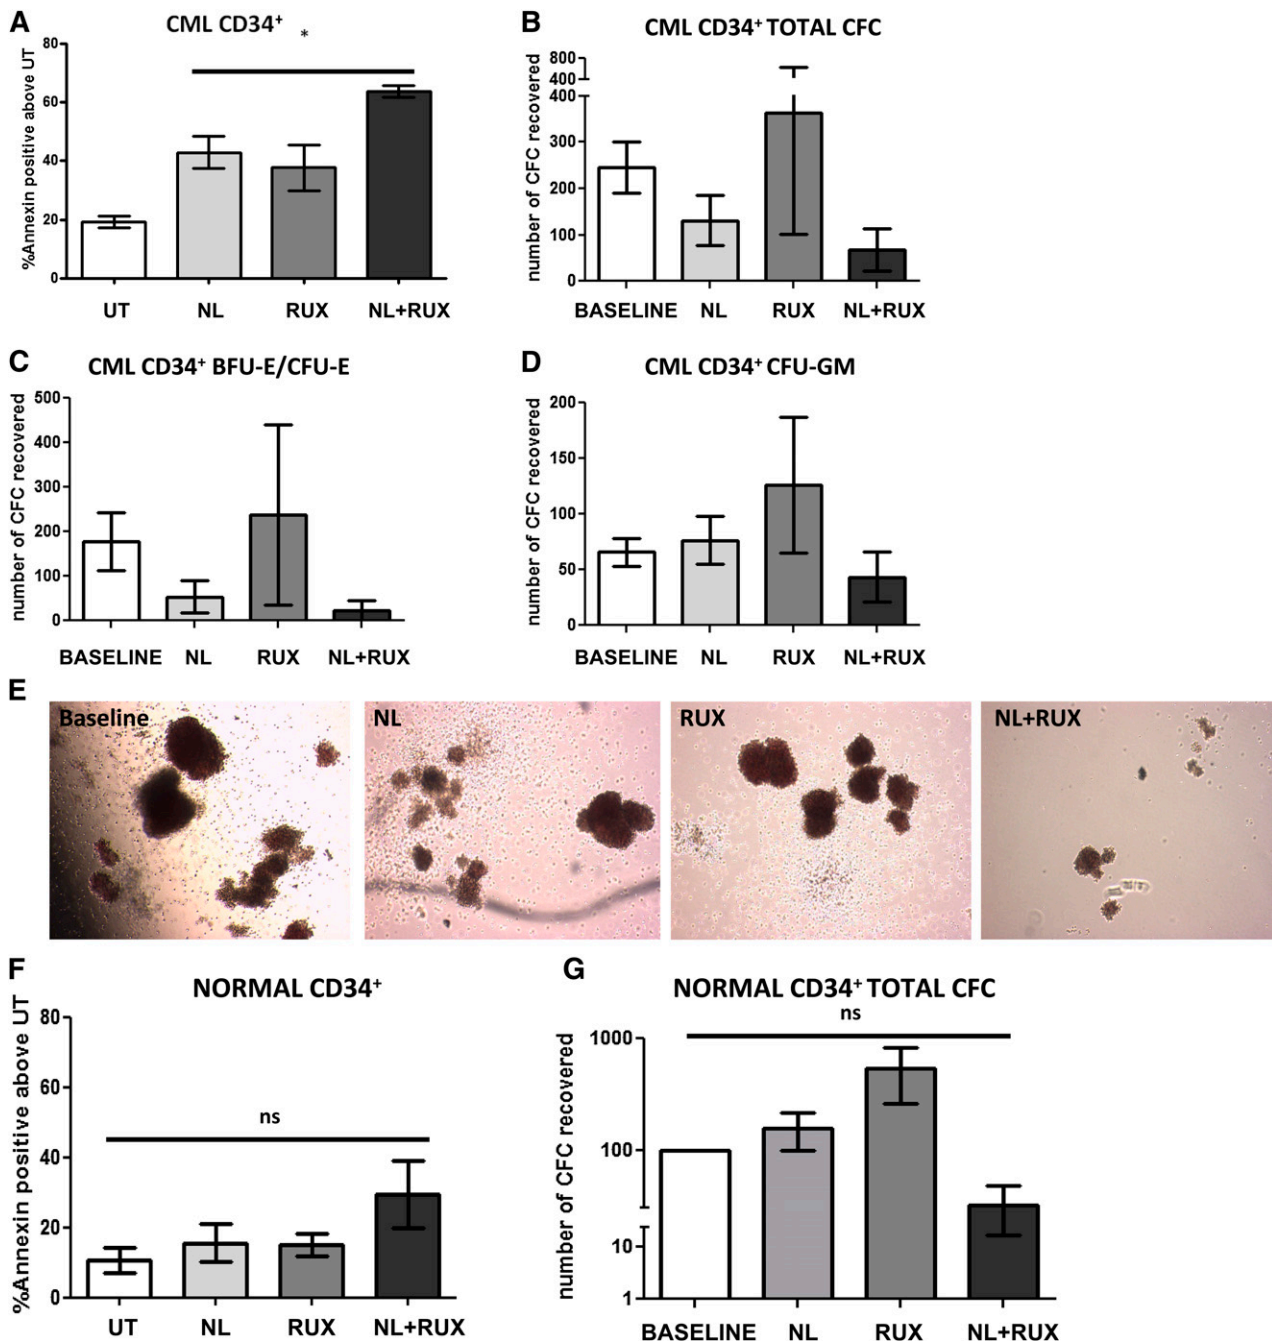 A
CML CD34+
*
%Annexin positive above UT
80
60
40
20
0
UT NL RUX NL+RUX
B
CML CD34+ TOTAL CFC
number of CFC recovered
800
600
400
400
300
200
100
0
BASELINE NL RUX NL+RUX
C
CML CD34+ BFU-E/CFU-E
number of CFC recovered
500
400
300
200
100
0
BASELINE NL RUX NL+RUX
D
CML CD34+ CFU-GM
number of CFC recovered
200
150
100
50
0
BASELINE NL RUX NL+RUX
E
Baseline
NL
RUX
NL+RUX
F
NORMAL CD34+
ns
%Annexin positive above UT
80
60
40
20
0
UT NL RUX NL+RUX
G
NORMAL CD34+ TOTAL CFC
ns
number of CFC recovered
1000
100
10
1
BASELINE NL RUX NL+RUX